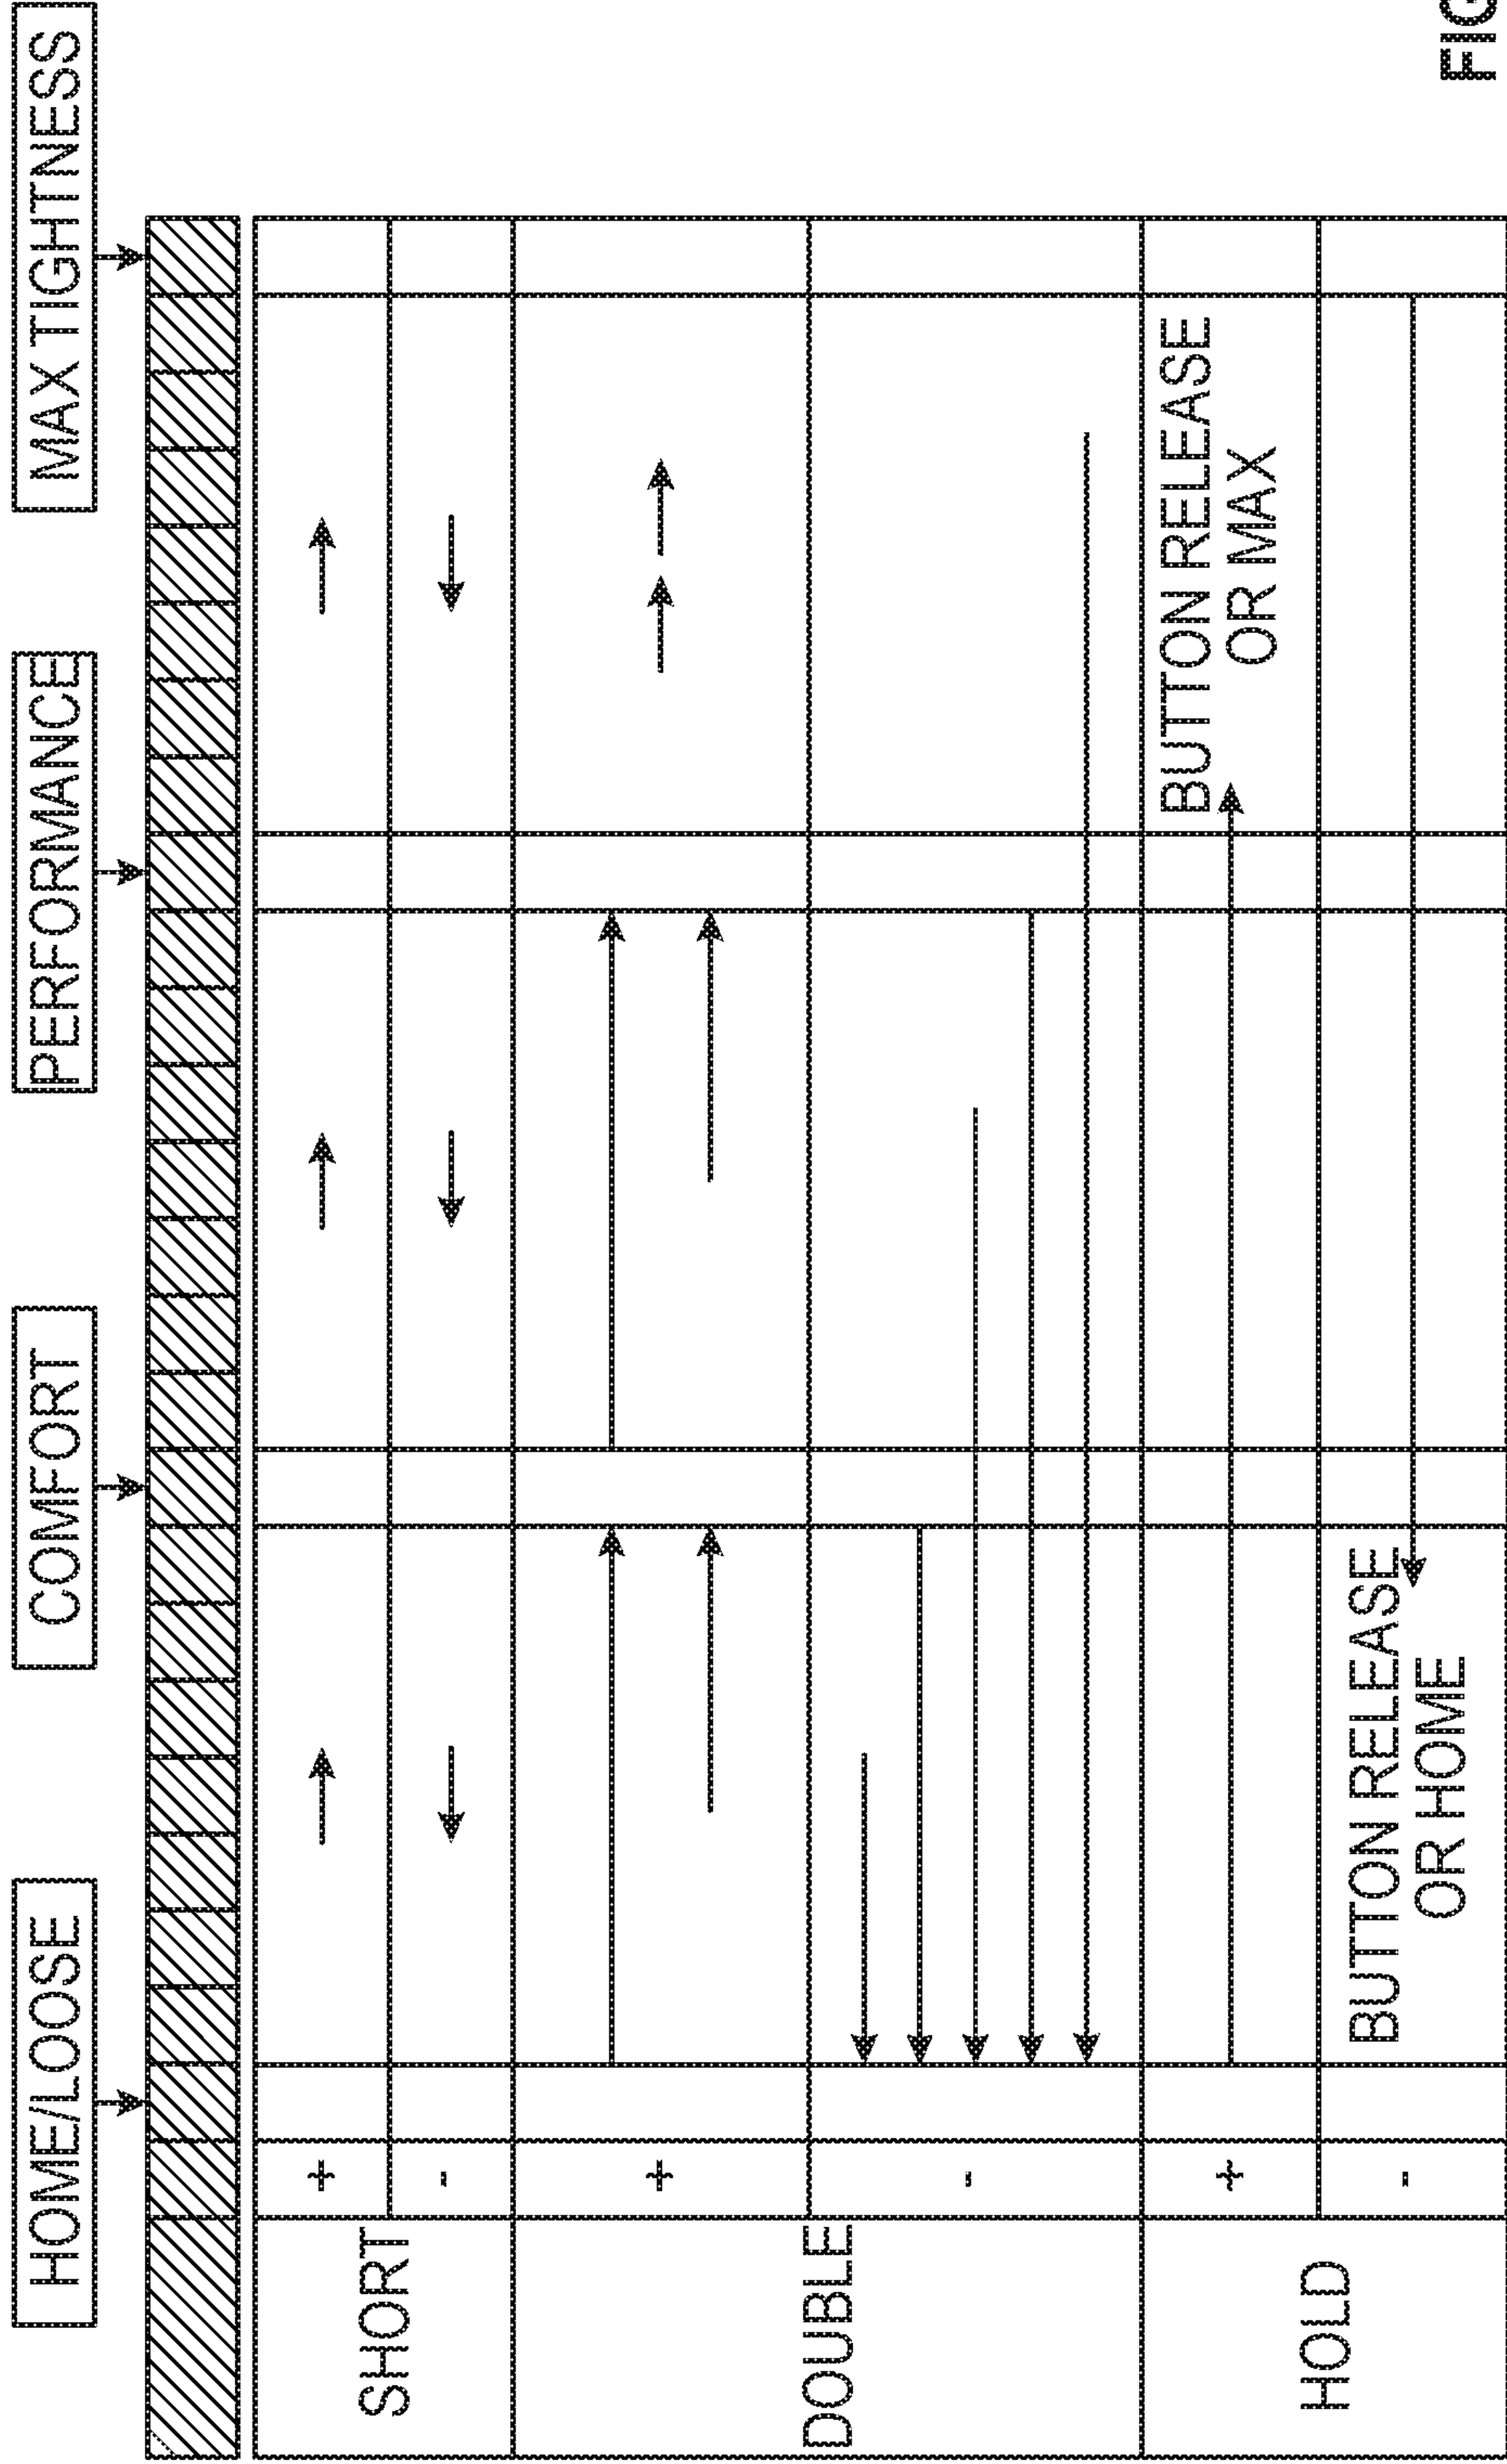 HOME/LOOSE
COMFORT
PERFORMANCE
MAX TIGHTNESS
SHORT
+
-
DOUBLE
+
-
HOLD
+
BUTTON RELEASE
OR MAX
-
BUTTON RELEASE
OR HOME